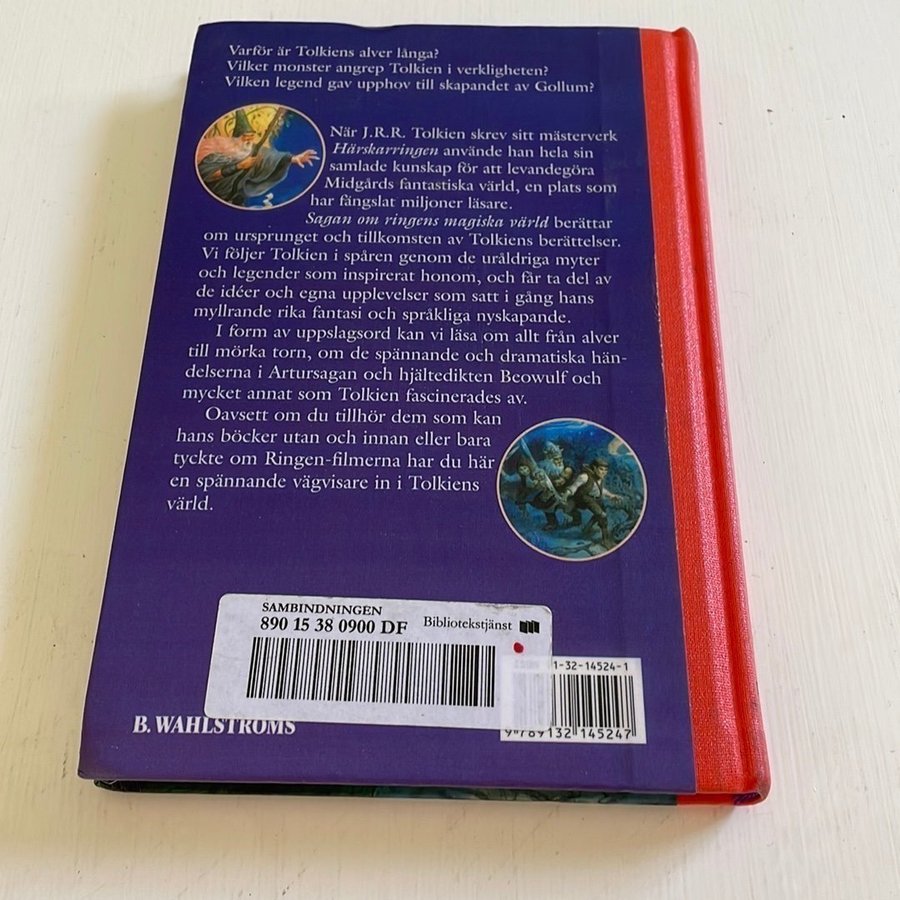 Varför är Tolkiens alver långa?
Vilket monster angrep Tolkien i verkligheten?
Vilken legend gav upphov till skapandet av Gollum?
När J.R.R. Tolkien skrev sitt mästerverk
Härskarringen använde han hela sin
samlade kunskap för att levandegöra
Midgårds fantastiska värld, en plats som
har fängslat miljoner läsare.
Sagan om ringens magiska värld berättar
om ursprunget och tillkomsten av Tolkiens berättelser.
Vi följer Tolkien i spåren genom de uråldriga myter
och legender som inspirerat honom, och får ta del av
de idéer och egna upplevelser som satt i gång hans
myllrande rika fantasi och språkliga nyskapande.
I form av uppslagsord kan vi läsa om allt från alver
till mörka torn, om de spännande och dramatiska hän-
delserna i Artursagan och hjältedikten Beowulf och
mycket annat som Tolkien fascinerades av.
Oavsett om du tillhör dem som kan
hans böcker utan och innan eller bara
tyckte om Ringen-filmerna har du här
en spännande vägvisare in i Tolkiens
värld.
SAMBINDNINGEN
890 15 38 0900 DF Bibliotekstjänst
1-32-14524-1
B. WAHLSTRÖMS
9 789132 145247